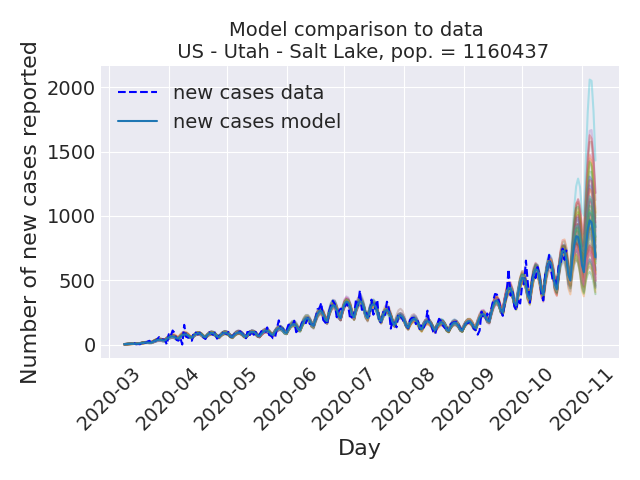 Model comparison to data
US - Utah - Salt Lake, pop. = 1160437
Number of new cases reported
2000
1500
1000
500
0
new cases data
new cases model
2020-03
2020-04
2020-05
2020-06
2020-07
2020-08
2020-09
2020-10
2020-11
Day